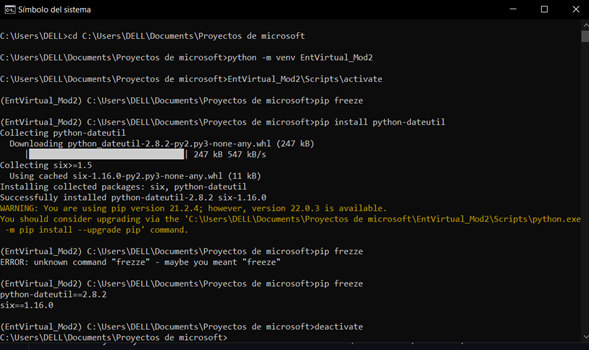 Símbolo del sistema
C:\Users\DELL>cd C:\Users\DELL\Documents\Proyectos de microsoft
C:\Users\DELL\Documents\Proyectos de microsoft>python -m venv EntVirtual_Mod2
C:\Users\DELL\Documents\Proyectos de microsoft>EntVirtual_Mod2\Scripts\activate
(EntVirtual_Mod2) C:\Users\DELL\Documents\Proyectos de microsoft>pip freeze
(EntVirtual_Mod2) C:\Users\DELL\Documents\Proyectos de microsoft>pip install python-dateutil
Collecting python-dateutil
Downloading python_dateutil-2.8.2-py2.py3-none-any.whl (247 kB)
| | 247 kB 547 kB/s
Collecting six>=1.5
Using cached six-1.16.0-py2.py3-none-any.whl (11 kB)
Installing collected packages: six, python-dateutil
Successfully installed python-dateutil-2.8.2 six-1.16.0
WARNING: You are using pip version 21.2.4; however, version 22.0.3 is available.
You should consider upgrading via the 'C:\Users\DELL\Documents\Proyectos de microsoft\EntVirtual_Mod2\Scripts\python.exe
-m pip install --upgrade pip' command.
(EntVirtual_Mod2) C:\Users\DELL\Documents\Proyectos de microsoft>pip frezze
ERROR: unknown command "frezze" - maybe you meant "freeze"
(EntVirtual_Mod2) C:\Users\DELL\Documents\Proyectos de microsoft>pip freeze
python-dateutil==2.8.2
six==1.16.0
(EntVirtual_Mod2) C:\Users\DELL\Documents\Proyectos de microsoft>deactivate
C:\Users\DELL\Documents\Proyectos de microsoft>